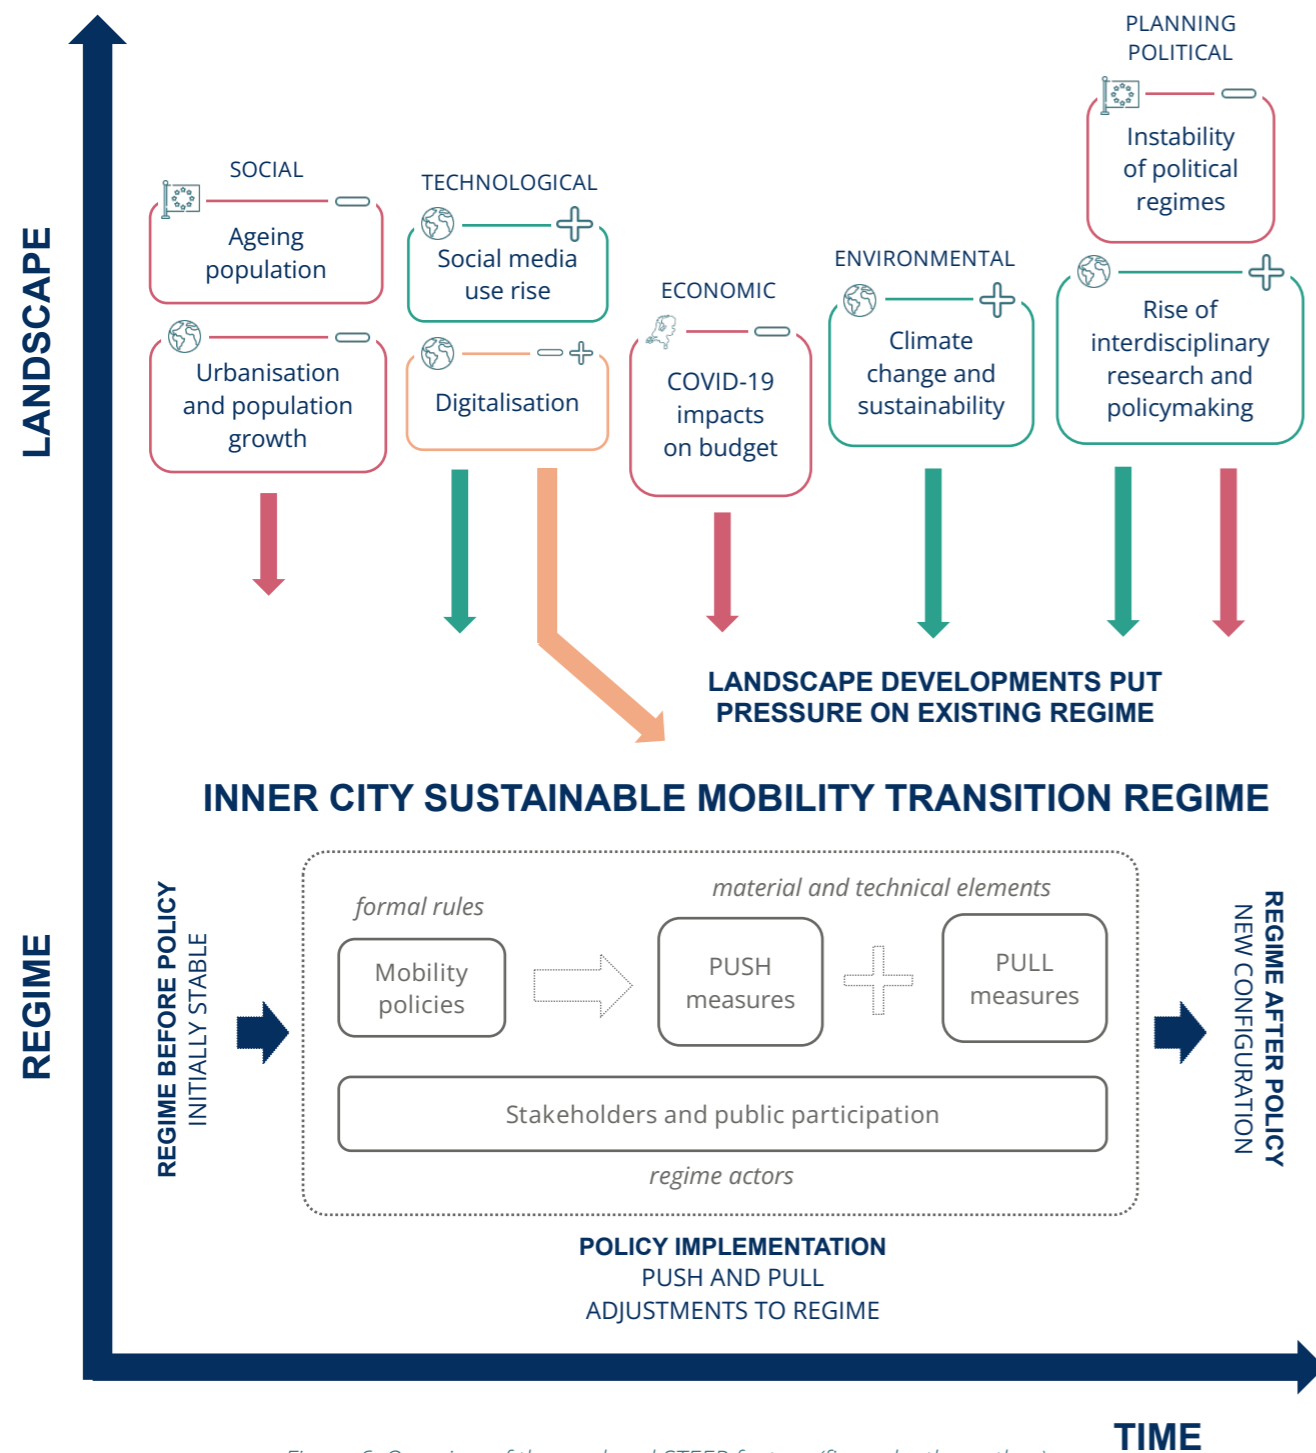 PLANNING
POLITICAL
Instability
of political
regimes
SOCIAL
Ageing
population
TECHNOLOGICAL
Social media
use rise
ENVIRONMENTAL
Climate
change and
sustainability
Rise of
interdisciplinary
research and
policymaking
ECONOMIC
COVID-19
impacts
on budget
Urbanisation
and population
growth
Digitalisation
LANDSCAPE
LANDSCAPE DEVELOPMENTS PUT
PRESSURE ON EXISTING REGIME
INNER CITY SUSTAINABLE MOBILITY TRANSITION REGIME
REGIME
REGIME BEFORE POLICY
INITIALLY STABLE
formal rules
material and technical elements
Mobility
policies
PUSH
measures
PULL
measures
Stakeholders and public participation
regime actors
REGIME AFTER POLICY
NEW CONFIGURATION
POLICY IMPLEMENTATION
PUSH AND PULL
ADJUSTMENTS TO REGIME
TIME